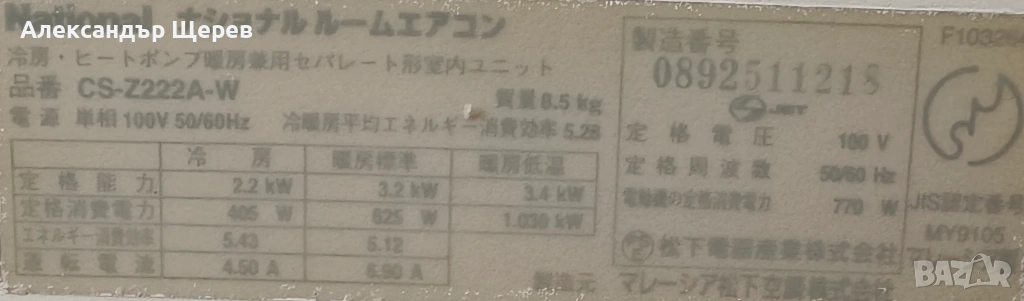 Александър Щерев
National ナショナル ルームエアコン
冷房・ヒートポンプ暖房兼用セパレート形室内ユニット
品番 CS-Z222A-W
質量 8.5 kg
電源 単相 100V 50/60Hz 冷暖房平均エネルギー消費効率 5.28
冷房 暖房標準 暖房低温
定格能力 2.2 kW 3.2 kW 3.4 kW
定格消費電力 405 W 625 W 1.030 kW
エネルギー消費効率 5.43 5.12
運転電流 4.50 A 6.90 A
製造番号
0892511218
JET
定格電圧 100 V
定格周波数 50/60 Hz
電動機の定格消費電力 770 W
松下電器産業株式会社
製造元 マレーシア松下空調株式会社
JIS認定番号
MY9105
BAZAR